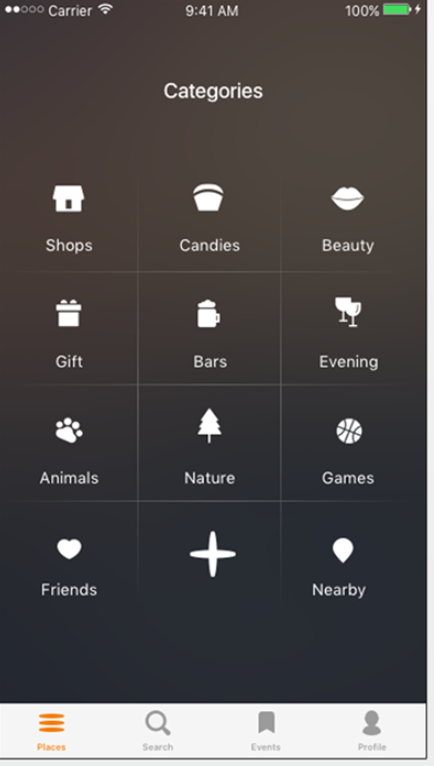 Carrier 9:41 AM 100%
Categories
Shops Candies Beauty
Gift Bars Evening
Animals Nature Games
Friends Nearby
Places Search Events Profile